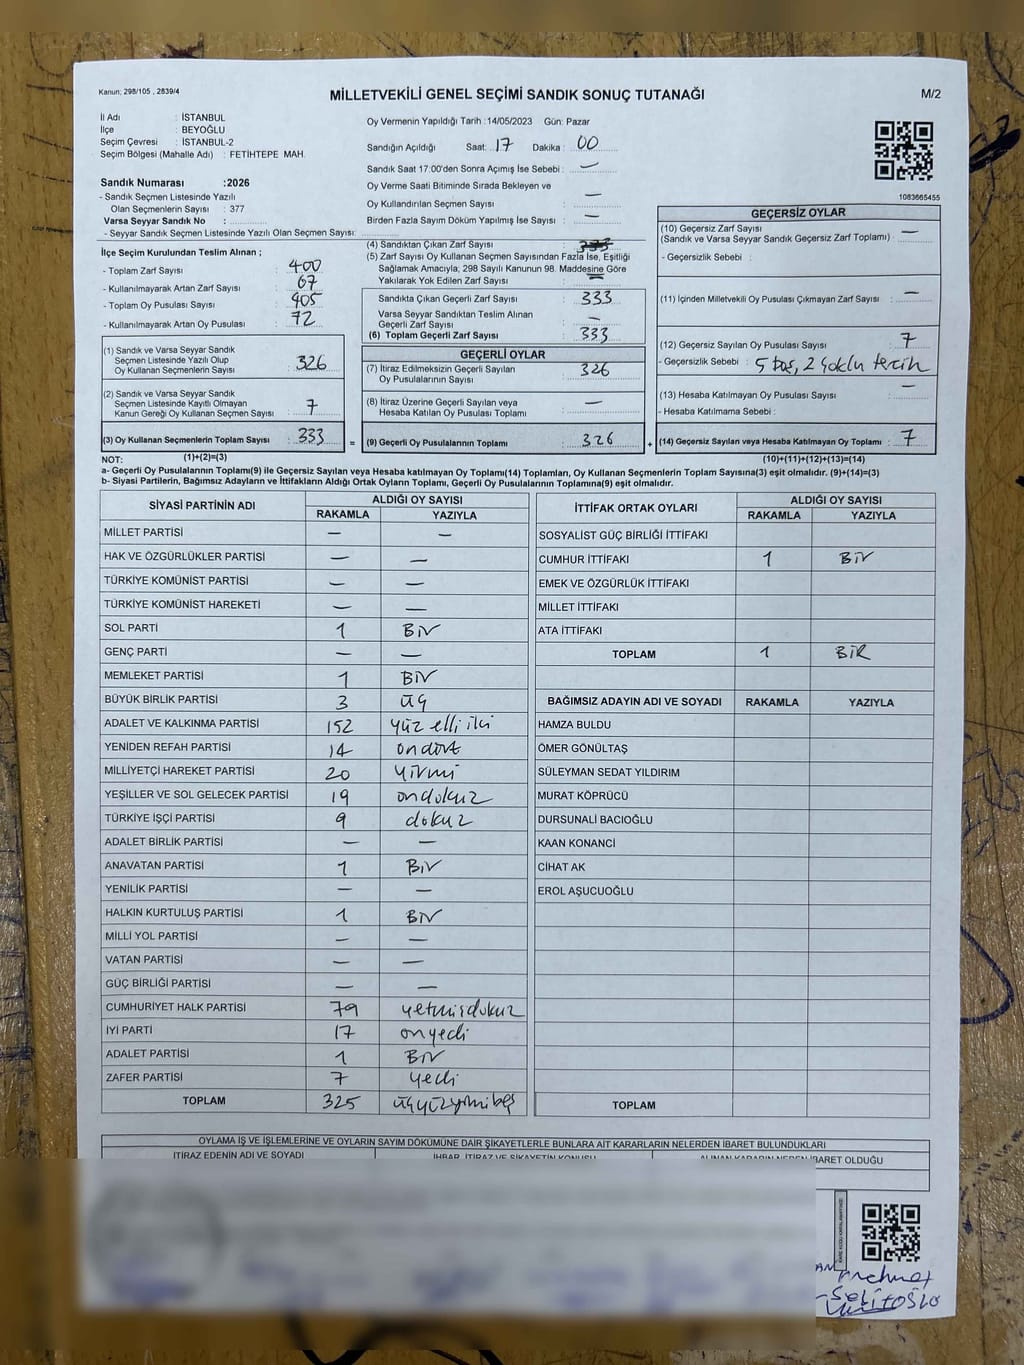 Kanun; 298/105 , 2839/4
MİLLETVEKİLİ GENEL SEÇİMİ SANDIK SONUÇ TUTANAĞI
M/2
İl Adı : İSTANBUL
İlçe : BEYOĞLU
Seçim Çevresi : İSTANBUL-2
Seçim Bölgesi (Mahalle Adı) : FETİHTEPE MAH.
Sandık Numarası :2026
- Sandık Seçmen Listesinde Yazılı
Olan Seçmenlerin Sayısı : 377
Varsa Seyyar Sandık No :
- Seyyar Sandık Seçmen Listesinde Yazılı Olan Seçmen Sayısı:
Oy Vermenin Yapıldığı Tarih :14/05/2023 Gün: Pazar
Sandığın Açıldığı Saat: 17 Dakika : 00
Sandık Saat 17:00'den Sonra Açımış İse Sebebi : —
Oy Verme Saati Bitiminde Sırada Bekleyen ve
Oy Kullandırılan Seçmen Sayısı : —
Birden Fazla Sayım Döküm Yapılmış İse Sayısı : —
1083665455
İlçe Seçim Kurulundan Teslim Alınan ;
- Toplam Zarf Sayısı : 400
- Kullanılmayarak Artan Zarf Sayısı : 67
- Toplam Oy Pusulası Sayısı : 405
- Kullanılmayarak Artan Oy Pusulası : 72
(1) Sandık ve Varsa Seyyar Sandık
Seçmen Listesinde Yazılı Olup
Oy Kullanan Seçmenlerin Sayısı : 326
(2) Sandık ve Varsa Seyyar Sandık
Seçmen Listesinde Kayıtlı Olmayan
Kanun Gereği Oy Kullanan Seçmen Sayısı : 7
(3) Oy Kullanan Seçmenlerin Toplam Sayısı : 333
(1)+(2)=(3)
(4) Sandıktan Çıkan Zarf Sayısı :
(5) Zarf Sayısı Oy Kullanan Seçmen Sayısından Fazla İse, Eşitliği
Sağlamak Amacıyla; 298 Sayılı Kanunun 98. Maddesine Göre
Yakılarak Yok Edilen Zarf Sayısı : —
Sandıkta Çıkan Geçerli Zarf Sayısı : 333
Varsa Seyyar Sandıktan Teslim Alınan
Geçerli Zarf Sayısı : —
(6) Toplam Geçerli Zarf Sayısı : 333
GEÇERLİ OYLAR
(7) İtiraz Edilmeksizin Geçerli Sayılan
Oy Pusulalarının Sayısı : 326
(8) İtiraz Üzerine Geçerli Sayılan veya
Hesaba Katılan Oy Pusulası Toplamı : —
= (9) Geçerli Oy Pusulalarının Toplamı : 326
GEÇERSİZ OYLAR
(10) Geçersiz Zarf Sayısı
(Sandık ve Varsa Seyyar Sandık Geçersiz Zarf Toplamı) : —
- Geçersizlik Sebebi :
(11) İçinden Milletvekili Oy Pusulası Çıkmayan Zarf Sayısı : —
(12) Geçersiz Sayılan Oy Pusulası Sayısı : 7
- Geçersizlik Sebebi : 5 boş, 2 çoklu tercih
(13) Hesaba Katılmayan Oy Pusulası Sayısı : —
- Hesaba Katılmama Sebebi :
+ (14) Geçersiz Sayılan veya Hesaba Katılmayan Oy Toplamı : 7
(10)+(11)+(12)+(13)=(14)
NOT:
a- Geçerli Oy Pusulalarının Toplamı(9) ile Geçersiz Sayılan veya Hesaba katılmayan Oy Toplamı(14) Toplamları, Oy Kullanan Seçmenlerin Toplam Sayısına(3) eşit olmalıdır. (9)+(14)=(3)
b- Siyasi Partilerin, Bağımsız Adayların ve İttifakların Aldığı Ortak Oyların Toplamı, Geçerli Oy Pusulalarının Toplamına(9) eşit olmalıdır.
SİYASİ PARTİNİN ADI ALDIĞI OY SAYISI
RAKAMLA YAZIYLA
MİLLET PARTİSİ — —
HAK VE ÖZGÜRLÜKLER PARTİSİ — —
TÜRKİYE KOMÜNİST PARTİSİ — —
TÜRKİYE KOMÜNİST HAREKETİ — —
SOL PARTİ 1 Bir
GENÇ PARTİ — —
MEMLEKET PARTİSİ 1 Bir
BÜYÜK BİRLİK PARTİSİ 3 üç
ADALET VE KALKINMA PARTİSİ 152 yüz elli iki
YENİDEN REFAH PARTİSİ 14 ondört
MİLLİYETÇİ HAREKET PARTİSİ 20 yirmi
YEŞİLLER VE SOL GELECEK PARTİSİ 19 ondokuz
TÜRKİYE İŞÇİ PARTİSİ 9 dokuz
ADALET BİRLİK PARTİSİ — —
ANAVATAN PARTİSİ 1 Bir
YENİLİK PARTİSİ — —
HALKIN KURTULUŞ PARTİSİ 1 Bir
MİLLİ YOL PARTİSİ — —
VATAN PARTİSİ — —
GÜÇ BİRLİĞİ PARTİSİ — —
CUMHURİYET HALK PARTİSİ 79 yetmişdokuz
İYİ PARTİ 17 onyedi
ADALET PARTİSİ 1 Bir
ZAFER PARTİSİ 7 yedi
TOPLAM 325 üçyüzyirmibeş
İTTİFAK ORTAK OYLARI ALDIĞI OY SAYISI
RAKAMLA YAZIYLA
SOSYALİST GÜÇ BİRLİĞİ İTTİFAKI
CUMHUR İTTİFAKI 1 Bir
EMEK VE ÖZGÜRLÜK İTTİFAKI
MİLLET İTTİFAKI
ATA İTTİFAKI
TOPLAM 1 BİR
BAĞIMSIZ ADAYIN ADI VE SOYADI RAKAMLA YAZIYLA
HAMZA BULDU
ÖMER GÖNÜLTAŞ
SÜLEYMAN SEDAT YILDIRIM
MURAT KÖPRÜCÜ
DURSUNALİ BACIOĞLU
KAAN KONANCİ
CİHAT AK
EROL AŞUCUOĞLU
TOPLAM
OYLAMA İŞ VE İŞLEMLERİNE VE OYLARIN SAYIM DÖKÜMÜNE DAİR ŞİKAYETLERLE BUNLARA AİT KARARLARIN NELERDEN İBARET BULUNDUKLARI
İTİRAZ EDENİN ADI VE SOYADI İHBAR, İTİRAZ VE ŞİKAYETİN KONUSU ALINAN KARARIN NEDEN İBARET OLDUĞU
Mehmet